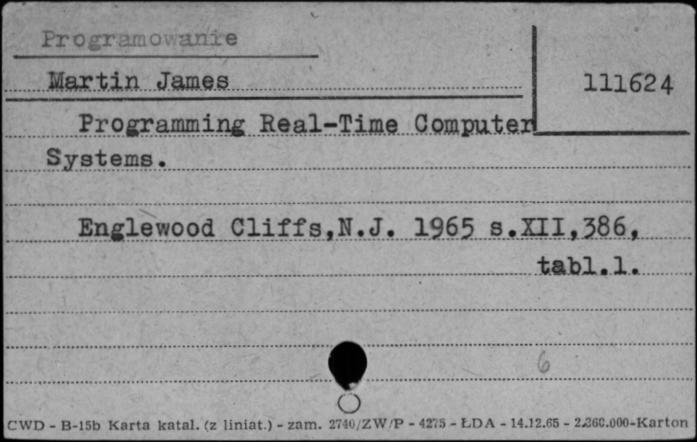 Programowanie
Martin James
111624
Programming Real-Time Computer
Systems.
Englewood Cliffs,N.J. 1965 s.XII,386,
tabl.1.
6
CWD - B-15b Karta katal. (z liniat.) - zam. 2740/ZW/P - 4275 - ŁDA - 14.12.65 - 2.360.000-Karton